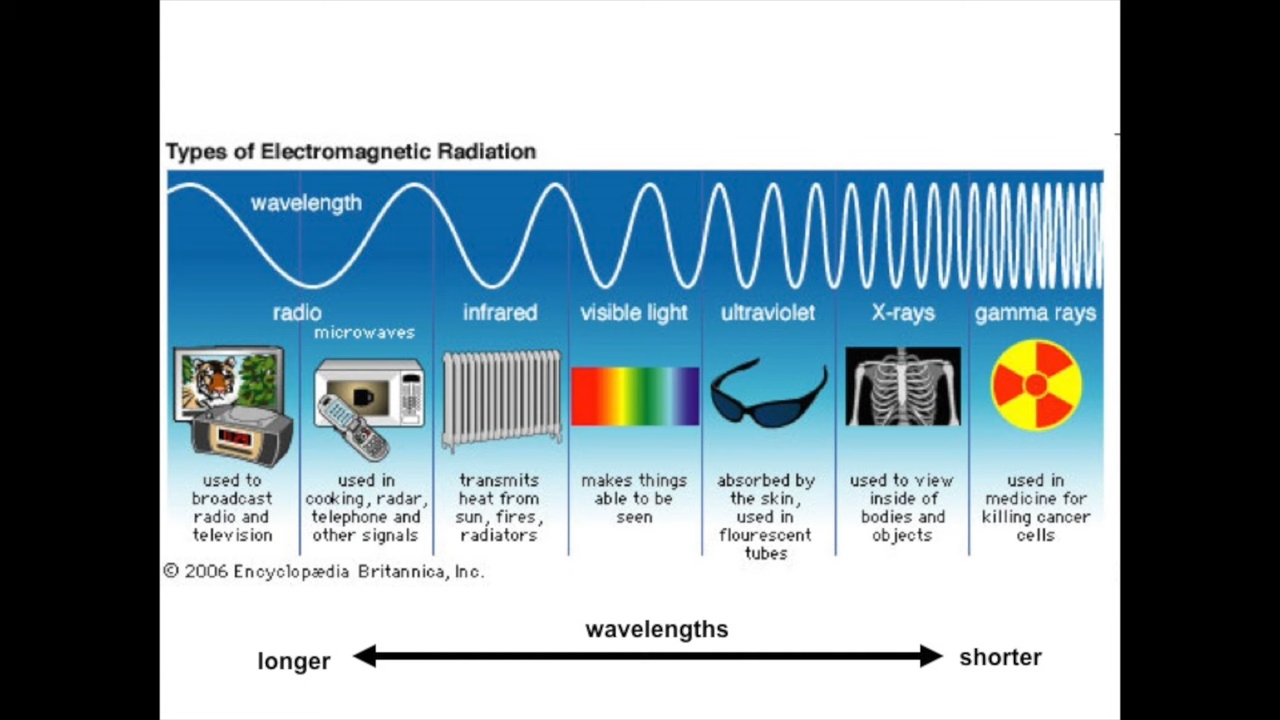 Types of Electromagnetic Radiation
wavelength
radio
microwaves
infrared
visible light
ultraviolet
X-rays
gamma rays
used to
broadcast
radio and
television
used in
cooking, radar,
telephone and
other signals
transmits
heat from
sun, fires,
radiators
makes things
able to be
seen
absorbed by
the skin,
used in
flourescent
tubes
used to view
inside of
bodies and
objects
used in
medicine for
killing cancer
cells
© 2006 Encyclopædia Britannica, Inc.
wavelengths
longer
shorter